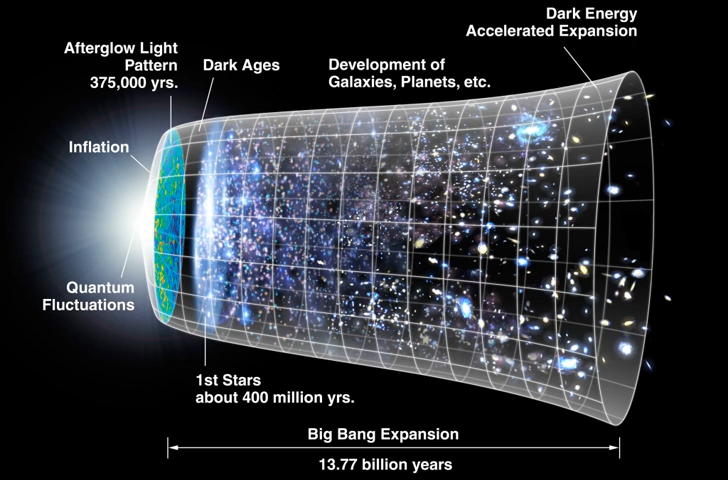 Dark Energy
Accelerated Expansion
Afterglow Light
Pattern
375,000 yrs.
Dark Ages
Development of
Galaxies, Planets, etc.
Inflation
Quantum
Fluctuations
1st Stars
about 400 million yrs.
Big Bang Expansion
13.77 billion years